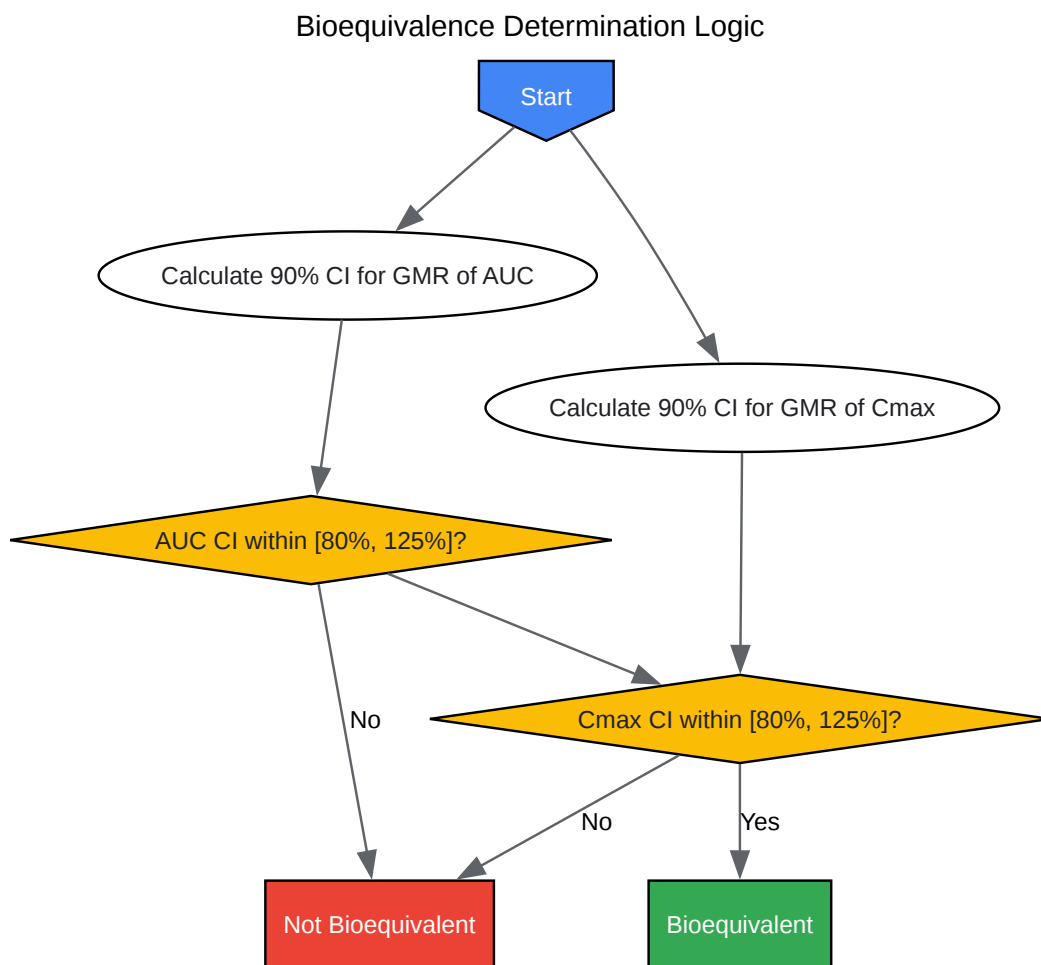 Bioequivalence Determination Logic
Start
Calculate 90% CI for GMR of AUC
Calculate 90% CI for GMR of Cmax
AUC CI within [80%, 125%]?
Cmax CI within [80%, 125%]?
No
No
Yes
Not Bioequivalent
Bioequivalent